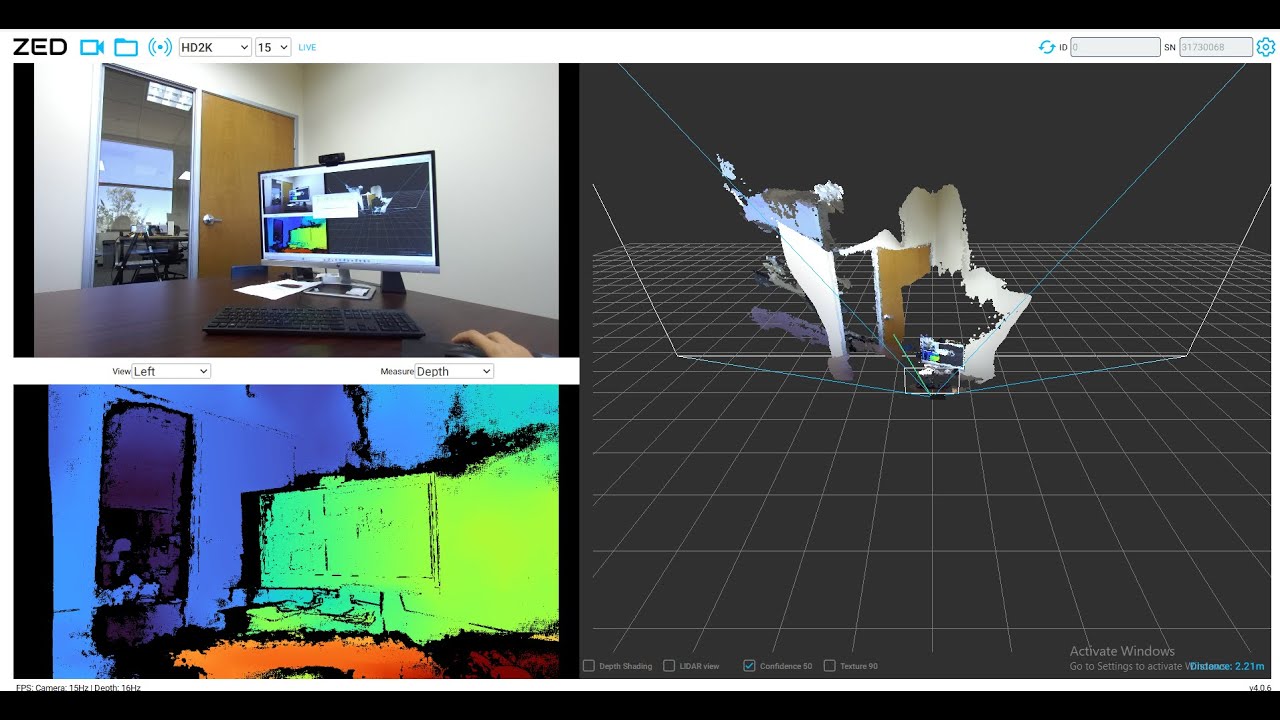 ZED HD2K 15 LIVE ID 0 SN 31730068
View Left Measure Depth
Depth Shading LIDAR view Confidence 50 Texture 90
Activate Windows
Go to Settings to activate Windows.
Distance: 2.21m
FPS: Camera: 15Hz | Depth: 16Hz v4.0.6